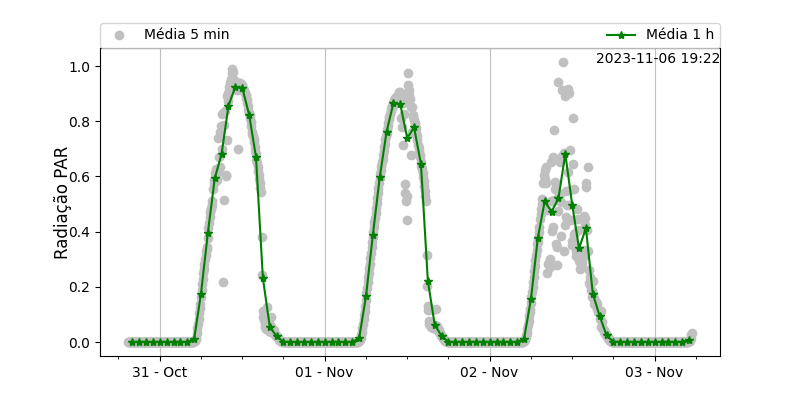 Média 5 min
Média 1 h
2023-11-06 19:22
Radiação PAR
1.0
0.8
0.6
0.4
0.2
0.0
31 - Oct
01 - Nov
02 - Nov
03 - Nov